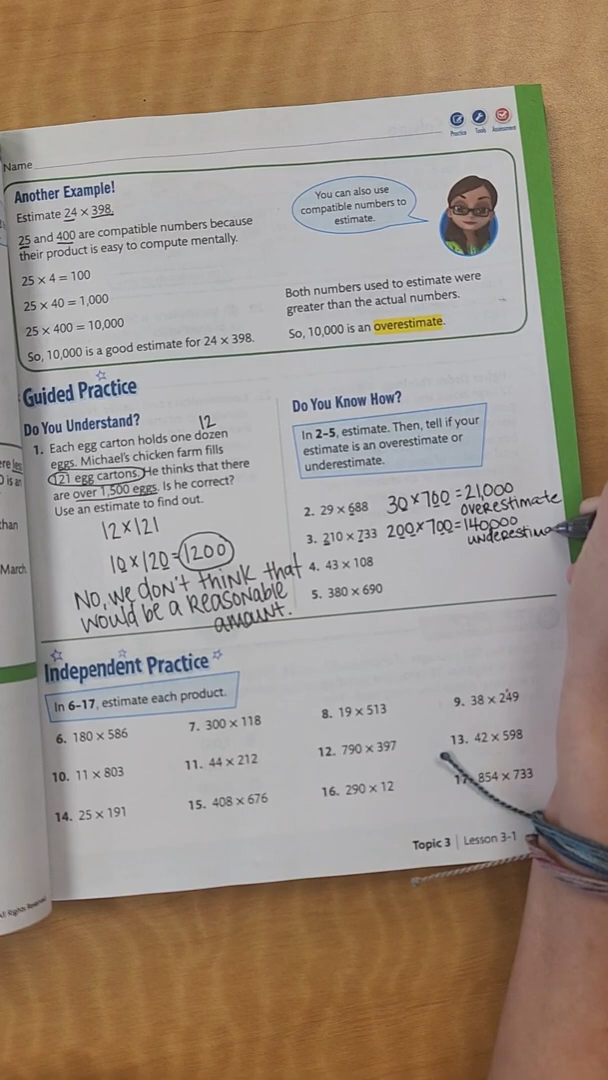 Practice
Tools
Assessment
Name
Another Example!
Estimate 24 × 398.
25 and 400 are compatible numbers because
their product is easy to compute mentally.
25 × 4 = 100
25 × 40 = 1,000
25 × 400 = 10,000
So, 10,000 is a good estimate for 24 × 398.
You can also use
compatible numbers to
estimate.
Both numbers used to estimate were
greater than the actual numbers.
So, 10,000 is an overestimate.
Guided Practice
Do You Understand?
12
1. Each egg carton holds one dozen
eggs. Michael's chicken farm fills
121 egg cartons. He thinks that there
are over 1,500 eggs. Is he correct?
Use an estimate to find out.
12×121
10×120=1200
No, we don't think that
would be a reasonable
amount.
Do You Know How?
In 2–5, estimate. Then, tell if your
estimate is an overestimate or
underestimate.
2. 29 × 688 30×700=21,000
overestimate
3. 210 × 733 200×700=140000
underestima
4. 43 × 108
5. 380 × 690
Independent Practice
In 6–17, estimate each product.
6. 180 × 586
7. 300 × 118
8. 19 × 513
9. 38 × 249
10. 11 × 803
11. 44 × 212
12. 790 × 397
13. 42 × 598
14. 25 × 191
15. 408 × 676
16. 290 × 12
17. 854 × 733
Topic 3 | Lesson 3-1
than
March